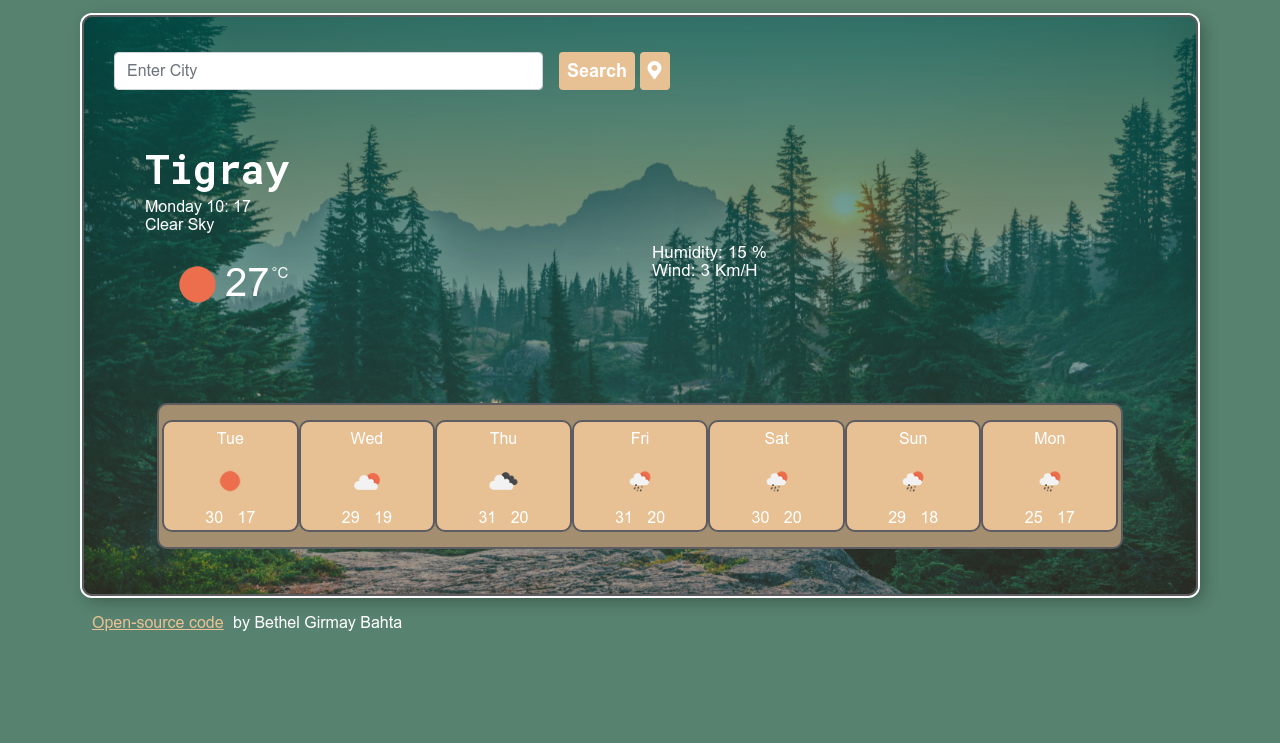 Enter City
Search
Tigray
Monday 10: 17
Clear Sky
Humidity: 15 %
Wind: 3 Km/H
27 °C
Tue Wed Thu Fri Sat Sun Mon
30 17 29 19 31 20 31 20 30 20 29 18 25 17
Open-source code by Bethel Girmay Bahta